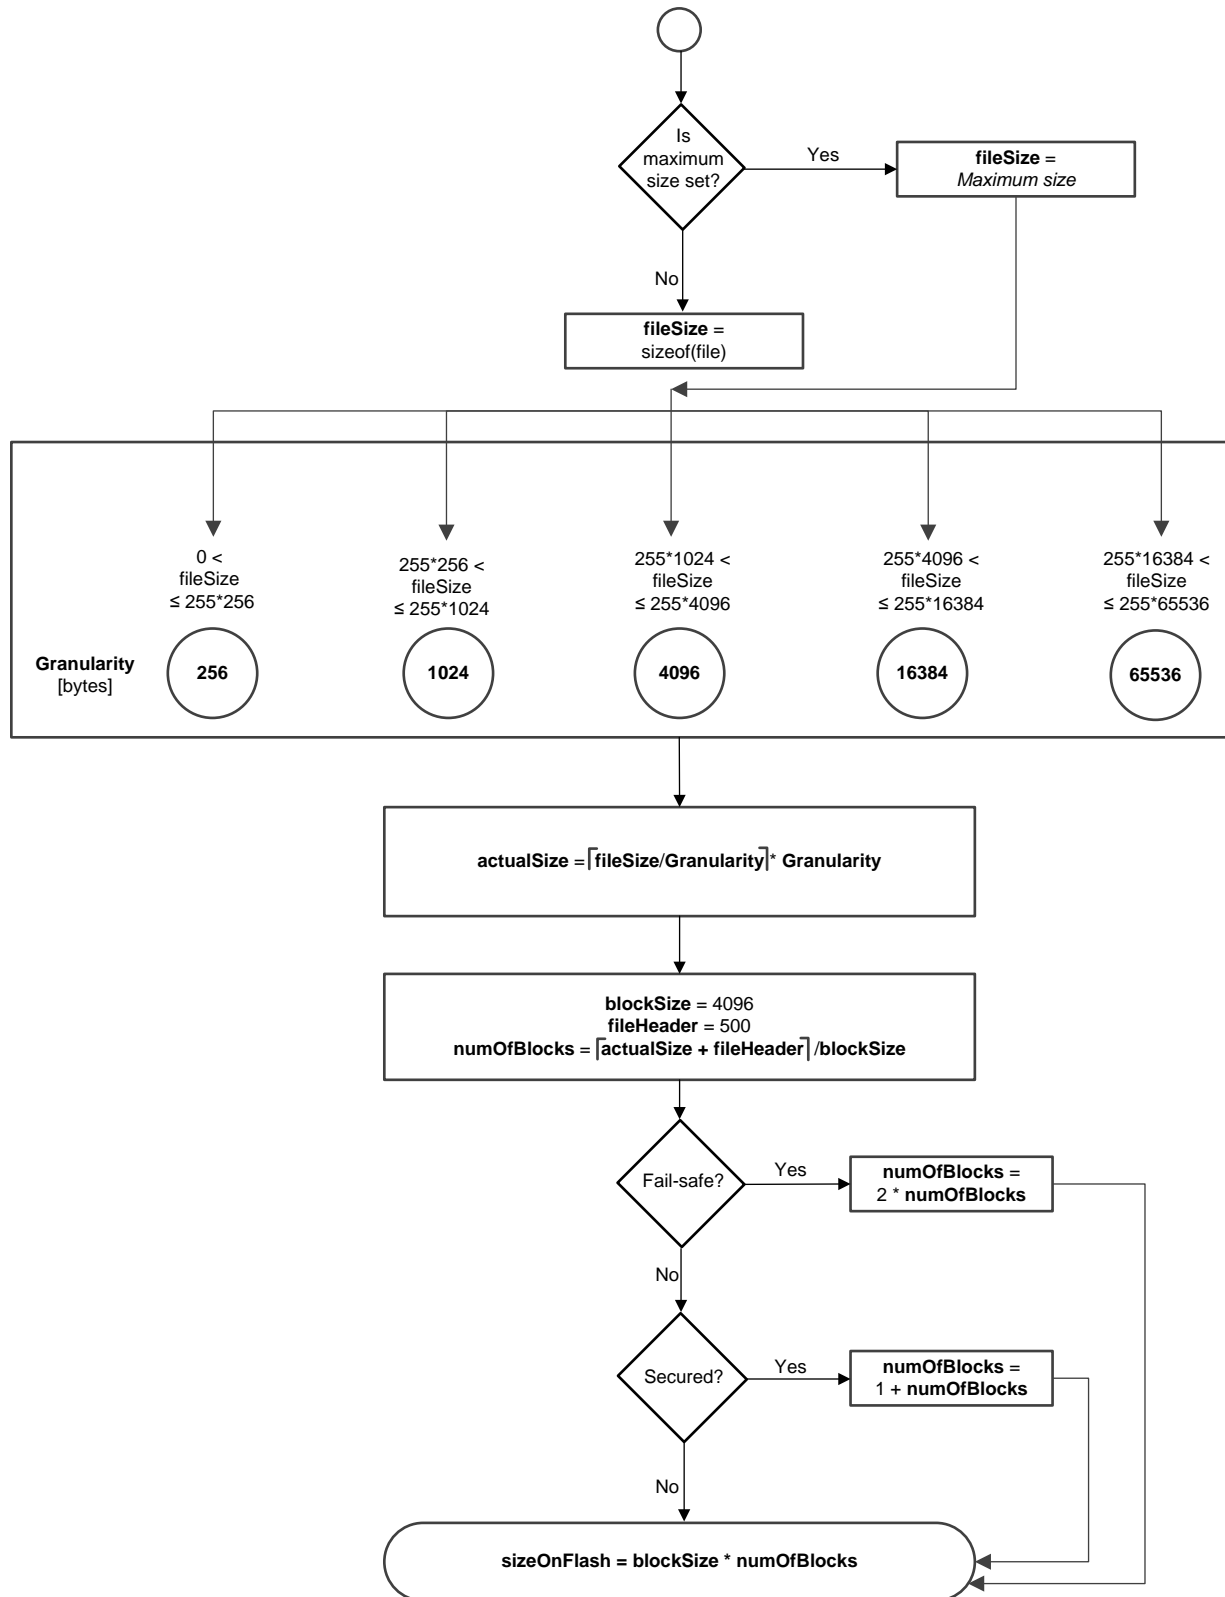 Is
maximum
size set?
Yes
fileSize =
Maximum size
No
fileSize =
sizeof(file)
0 <
fileSize
≤ 255*256
255*256 <
fileSize
≤ 255*1024
255*1024 <
fileSize
≤ 255*4096
255*4096 <
fileSize
≤ 255*16384
255*16384 <
fileSize
≤ 255*65536
Granularity
[bytes]
256
1024
4096
16384
65536
actualSize = ⌈fileSize/Granularity⌉* Granularity
blockSize = 4096
fileHeader = 500
numOfBlocks = ⌈actualSize + fileHeader⌉/blockSize
Fail-safe?
Yes
numOfBlocks =
2 * numOfBlocks
No
Secured?
Yes
numOfBlocks =
1 + numOfBlocks
No
sizeOnFlash = blockSize * numOfBlocks